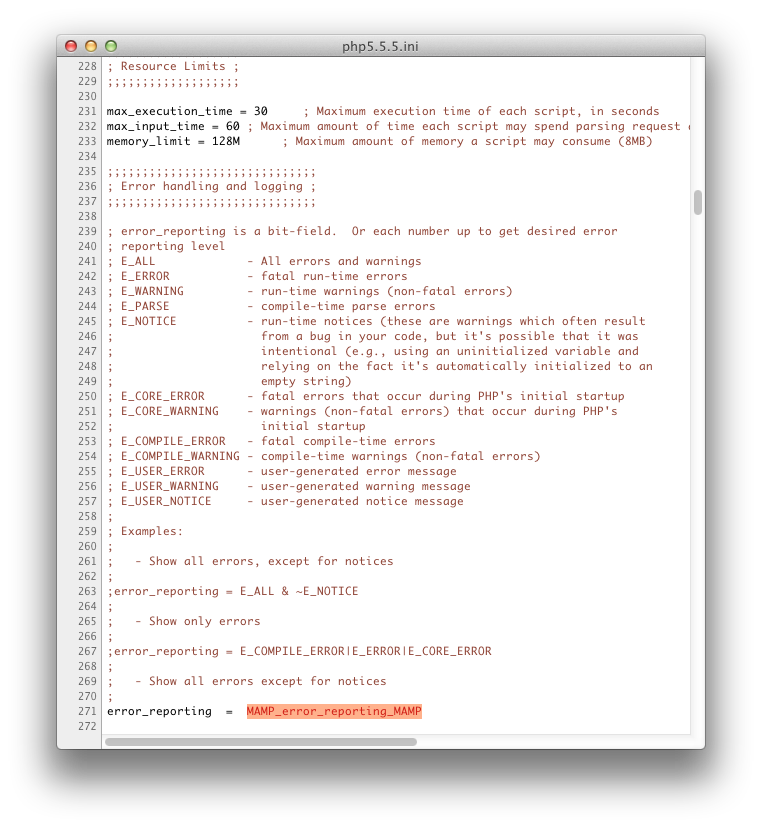 php5.5.5.ini
228 ; Resource Limits ;
229 ;;;;;;;;;;;;;;;;;;;
230
231 max_execution_time = 30     ; Maximum execution time of each script, in seconds
232 max_input_time = 60 ; Maximum amount of time each script may spend parsing request
233 memory_limit = 128M      ; Maximum amount of memory a script may consume (8MB)
234
235 ;;;;;;;;;;;;;;;;;;;;;;;;;;;;;;
236 ; Error handling and logging ;
237 ;;;;;;;;;;;;;;;;;;;;;;;;;;;;;;
238
239 ; error_reporting is a bit-field.  Or each number up to get desired error
240 ; reporting level
241 ; E_ALL             - All errors and warnings
242 ; E_ERROR           - fatal run-time errors
243 ; E_WARNING         - run-time warnings (non-fatal errors)
244 ; E_PARSE           - compile-time parse errors
245 ; E_NOTICE          - run-time notices (these are warnings which often result
246 ;                     from a bug in your code, but it's possible that it was
247 ;                     intentional (e.g., using an uninitialized variable and
248 ;                     relying on the fact it's automatically initialized to an
249 ;                     empty string)
250 ; E_CORE_ERROR      - fatal errors that occur during PHP's initial startup
251 ; E_CORE_WARNING    - warnings (non-fatal errors) that occur during PHP's
252 ;                     initial startup
253 ; E_COMPILE_ERROR   - fatal compile-time errors
254 ; E_COMPILE_WARNING - compile-time warnings (non-fatal errors)
255 ; E_USER_ERROR      - user-generated error message
256 ; E_USER_WARNING    - user-generated warning message
257 ; E_USER_NOTICE     - user-generated notice message
258 ;
259 ; Examples:
260 ;
261 ;   - Show all errors, except for notices
262 ;
263 ;error_reporting = E_ALL & ~E_NOTICE
264 ;
265 ;   - Show only errors
266 ;
267 ;error_reporting = E_COMPILE_ERROR|E_ERROR|E_CORE_ERROR
268 ;
269 ;   - Show all errors except for notices
270 ;
271 error_reporting  =  MAMP_error_reporting_MAMP
272